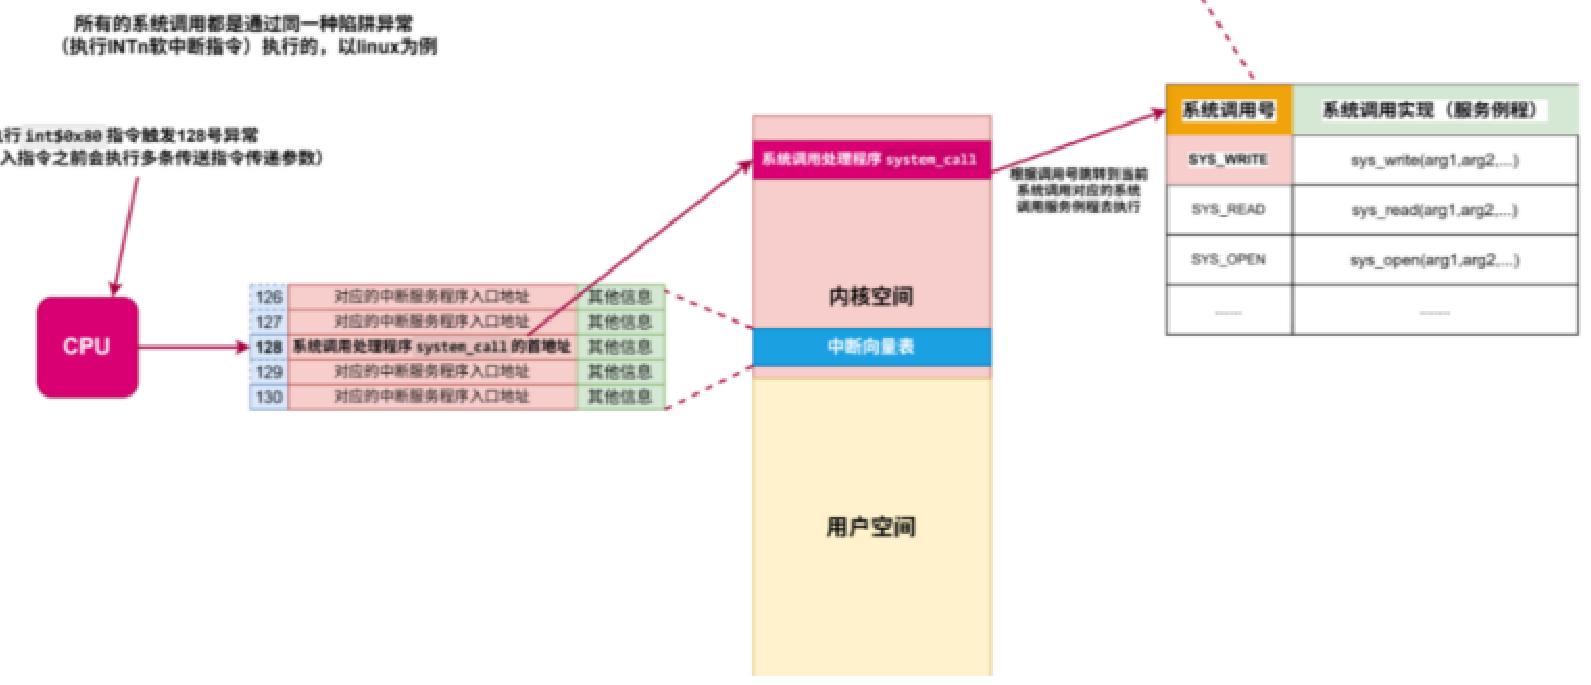 所有的系统调用都是通过同一种陷阱异常
（执行INTn软中断指令）执行的，以linux为例
行 int$0x80 指令触发128号异常
入指令之前会执行多条传送指令传递参数）
CPU
126 对应的中断服务程序入口地址 其他信息
127 对应的中断服务程序入口地址 其他信息
128 系统调用处理程序 system_call 的首地址 其他信息
129 对应的中断服务程序入口地址 其他信息
130 对应的中断服务程序入口地址 其他信息
系统调用处理程序 system_call
内核空间
中断向量表
用户空间
根据调用号跳转到当前
系统调用对应的系统
调用服务例程去执行
系统调用号 系统调用实现（服务例程）
SYS_WRITE sys_write(arg1,arg2,...)
SYS_READ sys_read(arg1,arg2,...)
SYS_OPEN sys_open(arg1,arg2,...)
...... ......